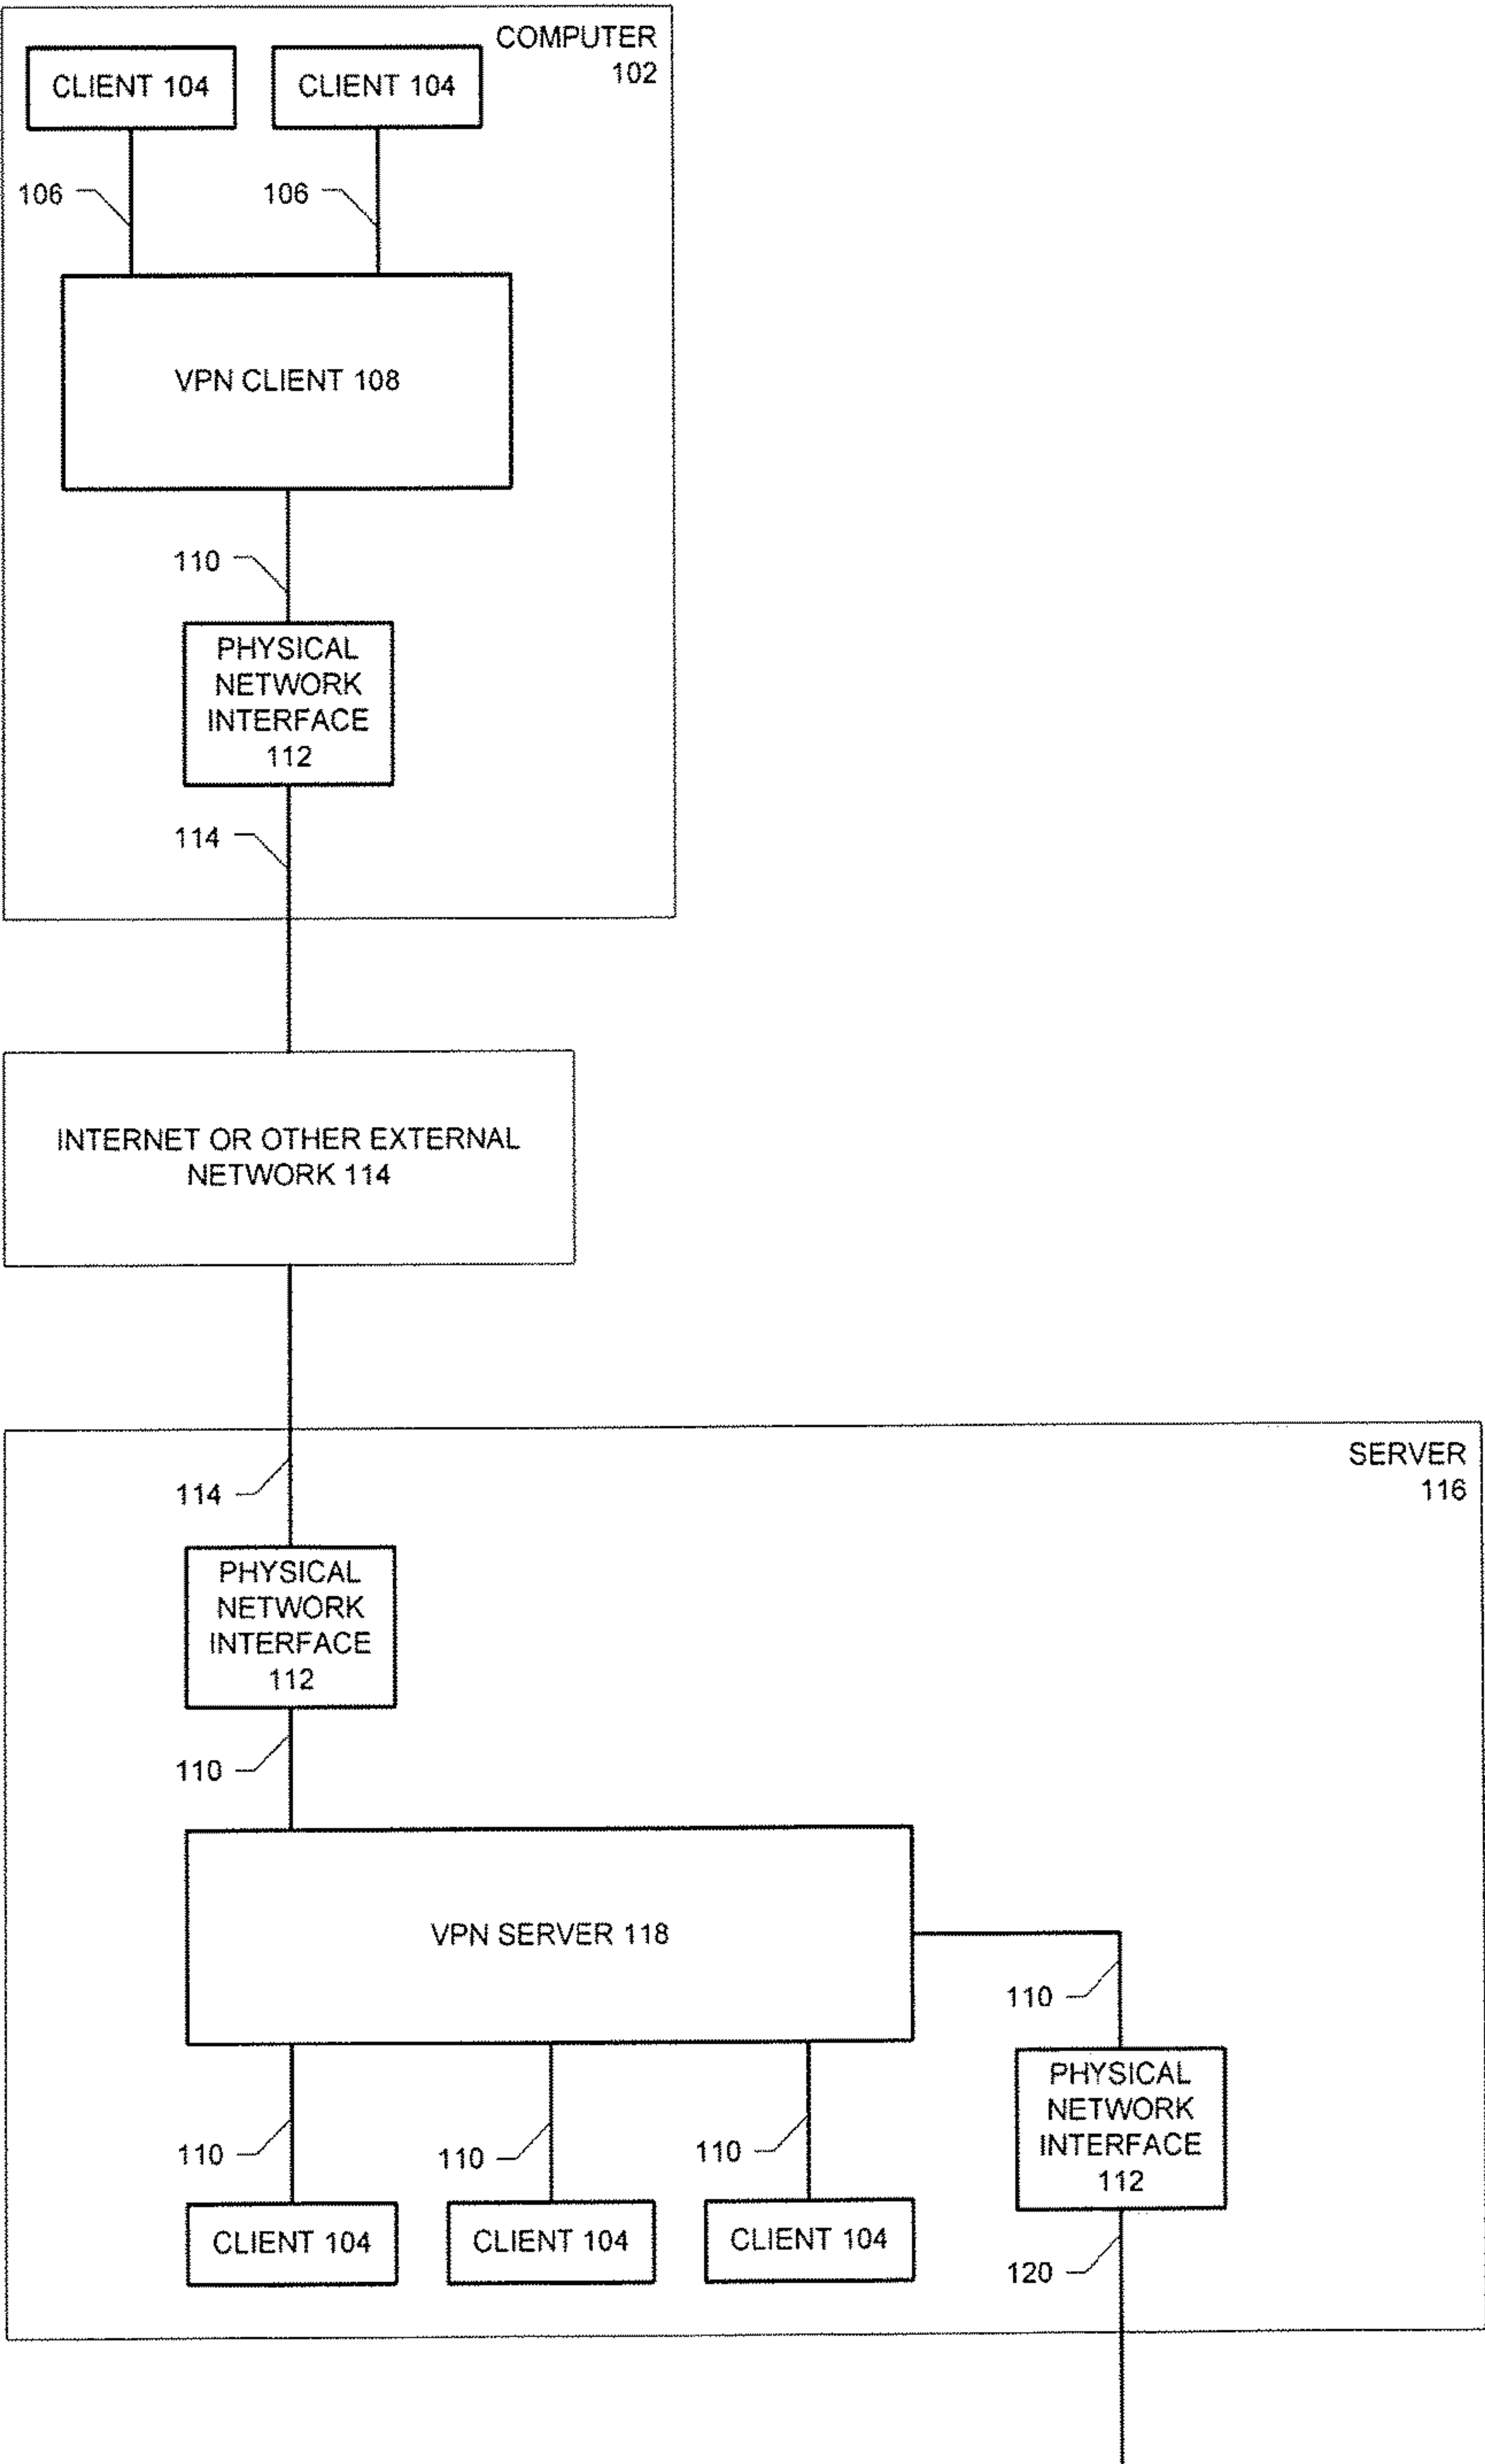 COMPUTER
102
CLIENT 104
CLIENT 104
106
106
VPN CLIENT 108
110
PHYSICAL
NETWORK
INTERFACE
112
114
INTERNET OR OTHER EXTERNAL
NETWORK 114
SERVER
116
114
PHYSICAL
NETWORK
INTERFACE
112
110
VPN SERVER 118
110
PHYSICAL
NETWORK
INTERFACE
112
110
110
110
CLIENT 104
CLIENT 104
CLIENT 104
120